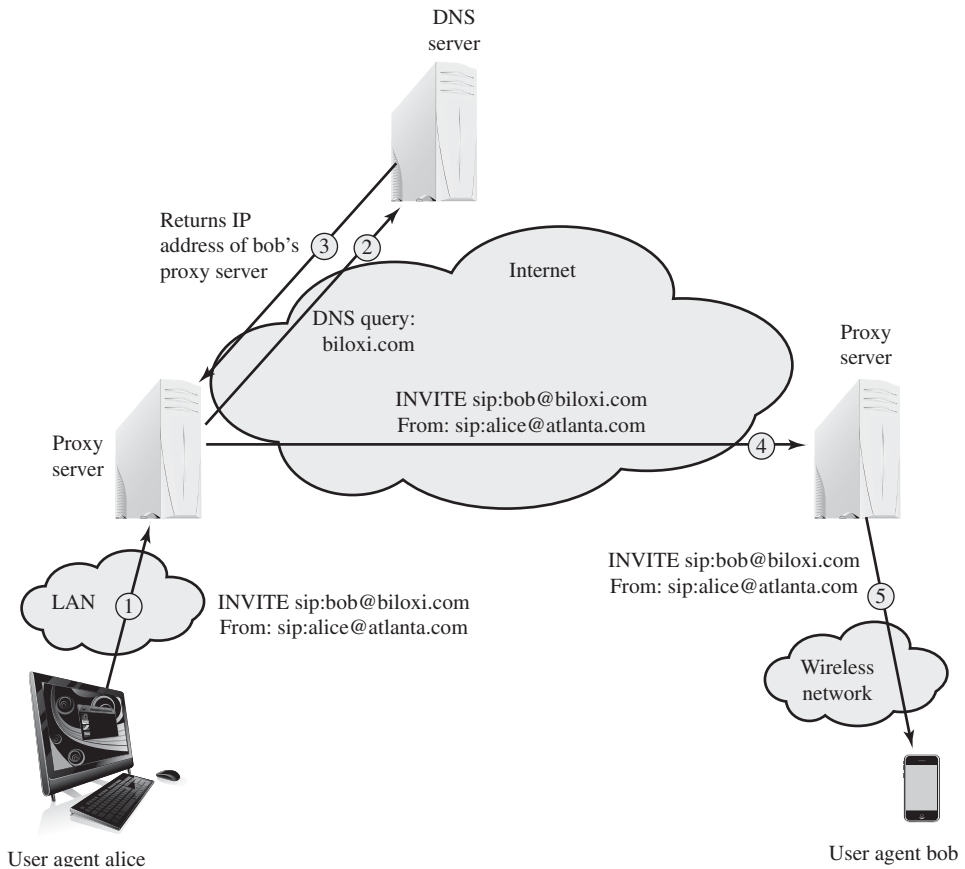 DNS
server
Returns IP
address of bob's
proxy server
3
2
Internet
DNS query:
biloxi.com
Proxy
server
INVITE sip:bob@biloxi.com
From: sip:alice@atlanta.com
Proxy
server
4
INVITE sip:bob@biloxi.com
From: sip:alice@atlanta.com
5
LAN
1
INVITE sip:bob@biloxi.com
From: sip:alice@atlanta.com
Wireless
network
User agent alice
User agent bob